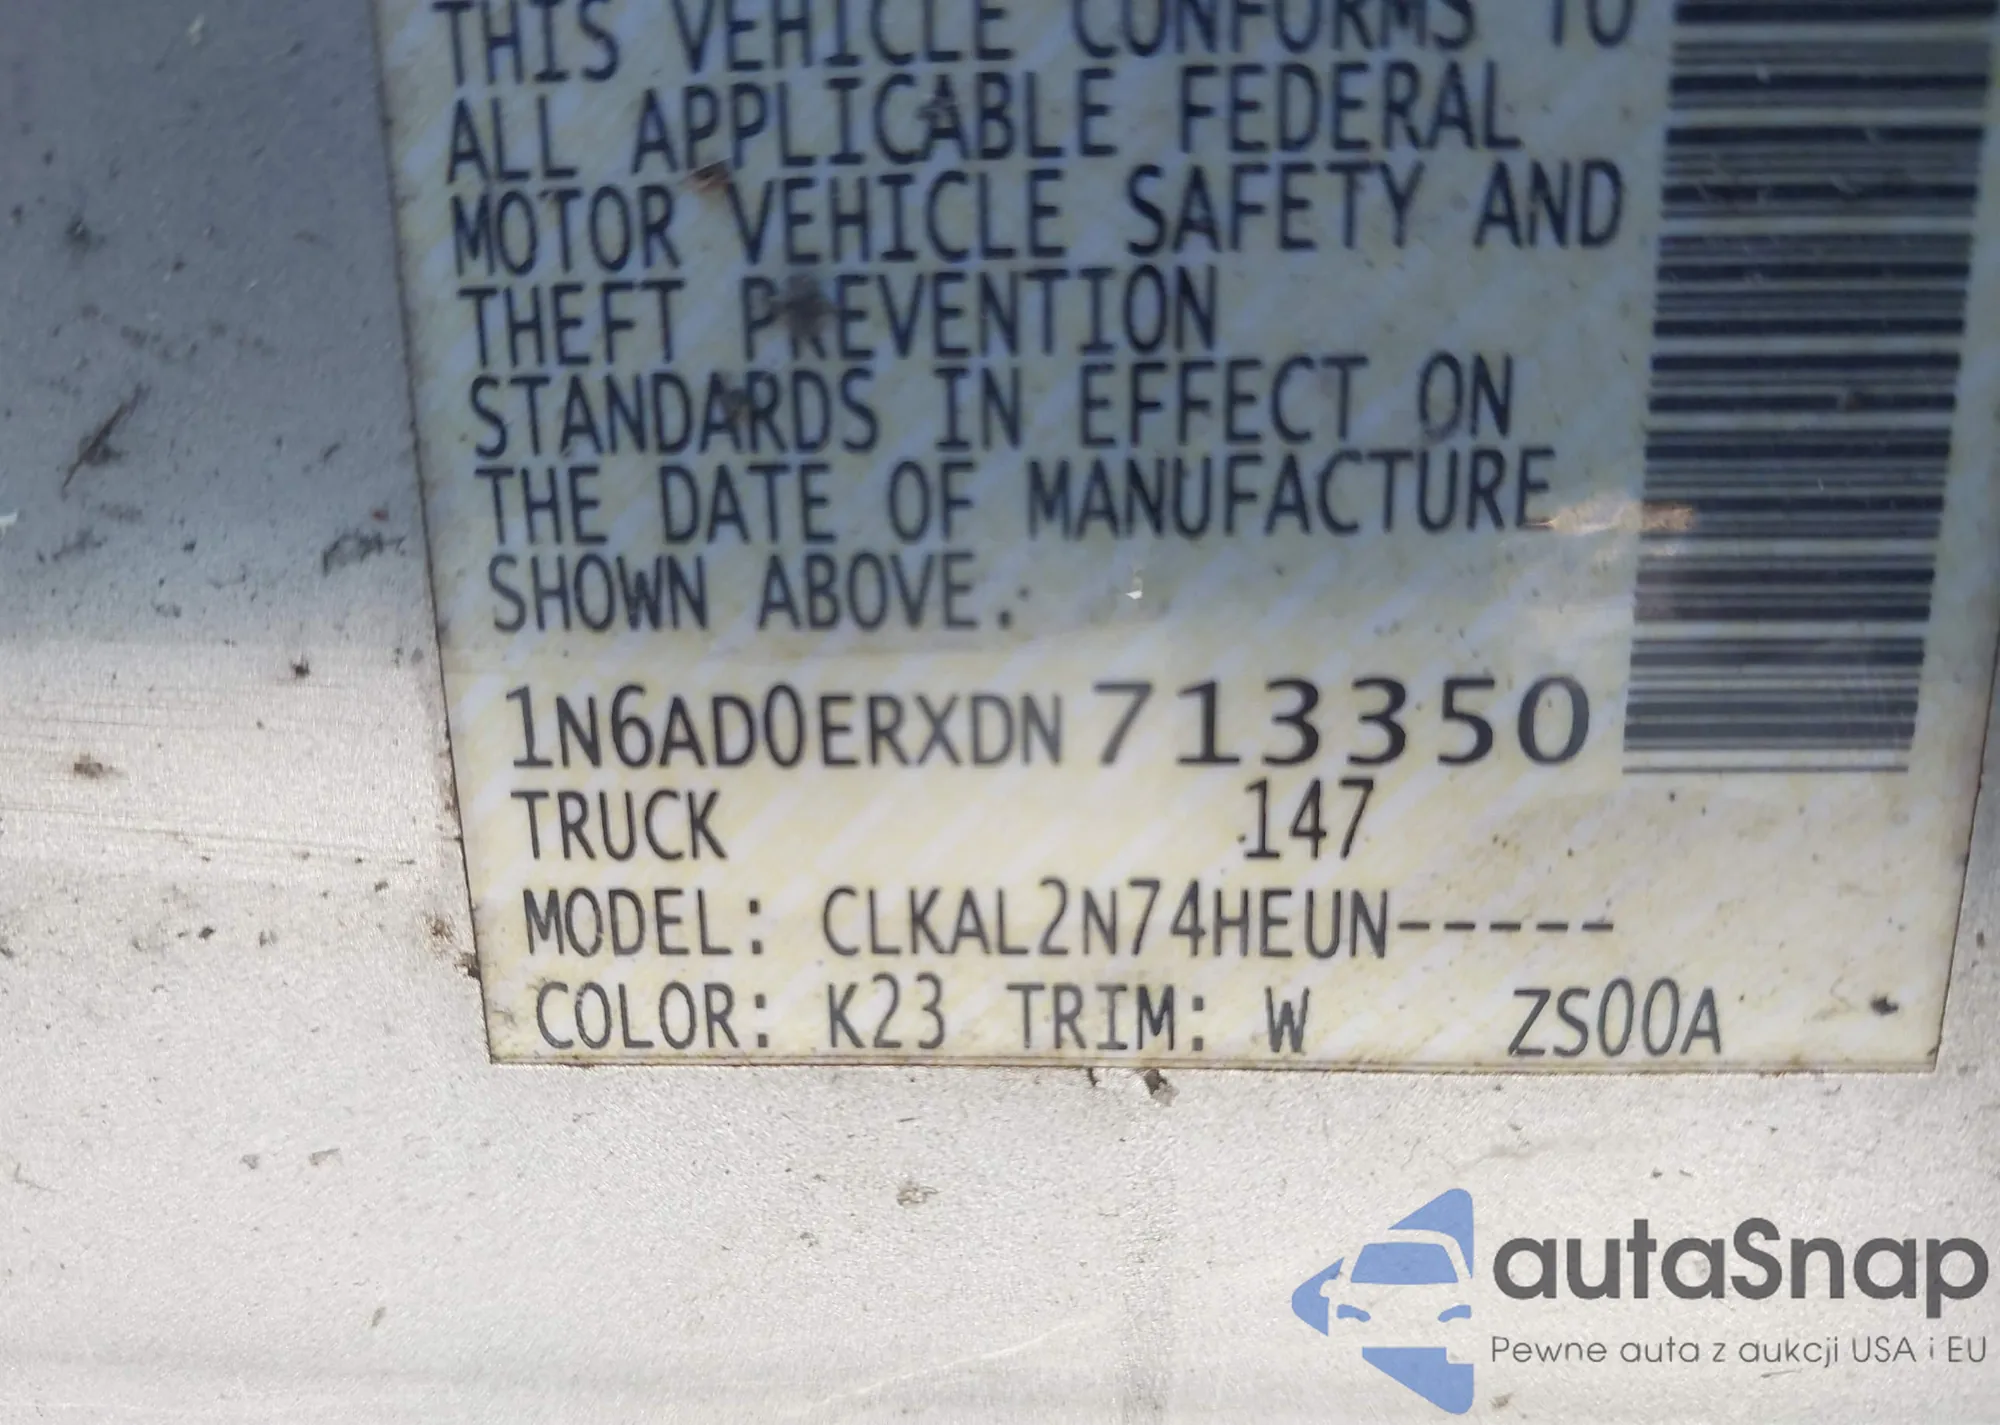 THIS VEHICLE CONFORMS TO
ALL APPLICABLE FEDERAL
MOTOR VEHICLE SAFETY AND
THEFT PREVENTION
STANDARDS IN EFFECT ON
THE DATE OF MANUFACTURE
SHOWN ABOVE.
1N6AD0ERXDN713350
TRUCK 147
MODEL: CLKAL2N74HEUN-----
COLOR: K23 TRIM: W ZS00A
autaSnap
Pewne auta z aukcji USA i EU